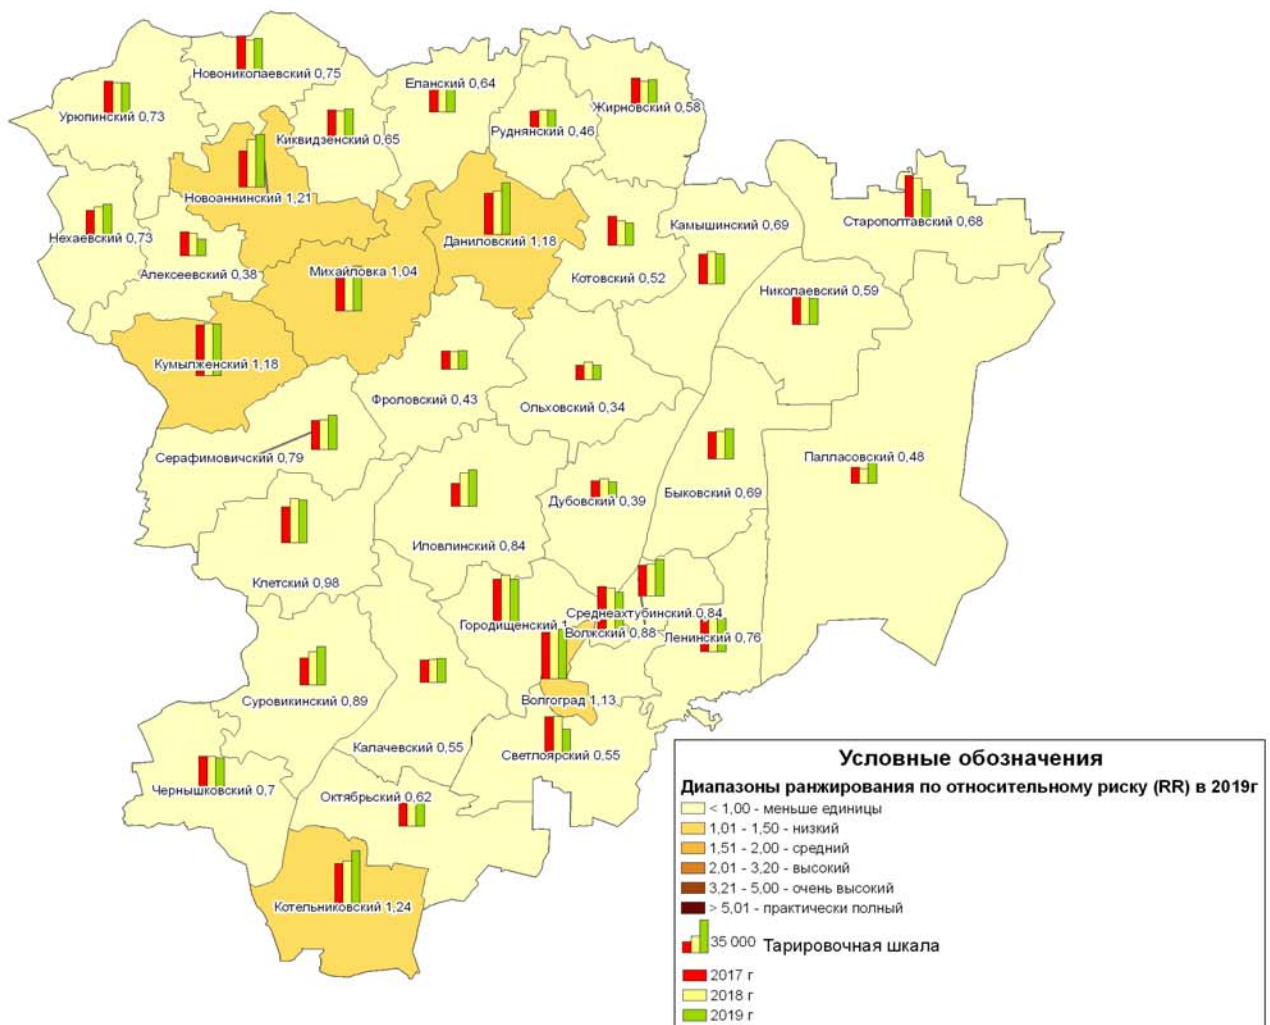 Новониколаевский 0,75
Еланский 0,64
Урюпинский 0,73
Жирновский 0,58
Руднянский 0,46
Киквидзенский 0,65
Новоаннинский 1,21
Нехаевский 0,73
Алексеевский 0,38
Михайловка 1,04
Даниловский 1,18
Котовский 0,52
Камышинский 0,69
Старополтавский 0,68
Николаевский 0,59
Кумылженский 1,18
Фроловский 0,43
Ольховский 0,34
Серафимовичский 0,79
Палласовский 0,48
Быковский 0,69
Дубовский 0,39
Иловлинский 0,84
Клетский 0,98
Среднеахтубинский 0,84
Городищенский 1
Волжский 0,88
Ленинский 0,76
Суровикинский 0,89
Волгоград 1,13
Калачевский 0,55
Светлоярский 0,55
Чернышковский 0,7
Октябрьский 0,62
Котельниковский 1,24
Условные обозначения
Диапазоны ранжирования по относительному риску (RR) в 2019г
< 1,00 - меньше единицы
1,01 - 1,50 - низкий
1,51 - 2,00 - средний
2,01 - 3,20 - высокий
3,21 - 5,00 - очень высокий
> 5,01 - практически полный
35 000 Тарировочная шкала
2017 г
2018 г
2019 г